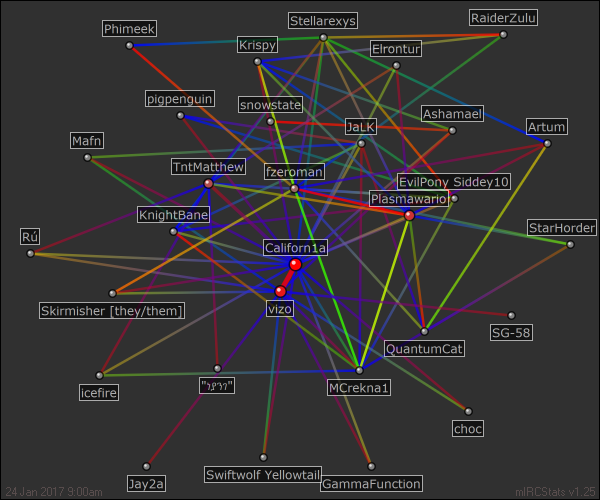 Stellarexys
RaiderZulu
Phimeek
Krispy
Elrontur
pigpenguin
snowstate
Ashamael
JaLK
Artum
Mafn
TntMatthew
fzeroman
EvilPony Siddey10
Plasmawario
KnightBane
StarHorder
Rú
Californ1a
Skirmisher [they/them]
vizo
SG-58
QuantumCat
MCrekna1
icefire
choc
Jay2a
Swiftwolf Yellowtail
GammaFunction
24 Jan 2017 9:00am
mIRCStats v1.25